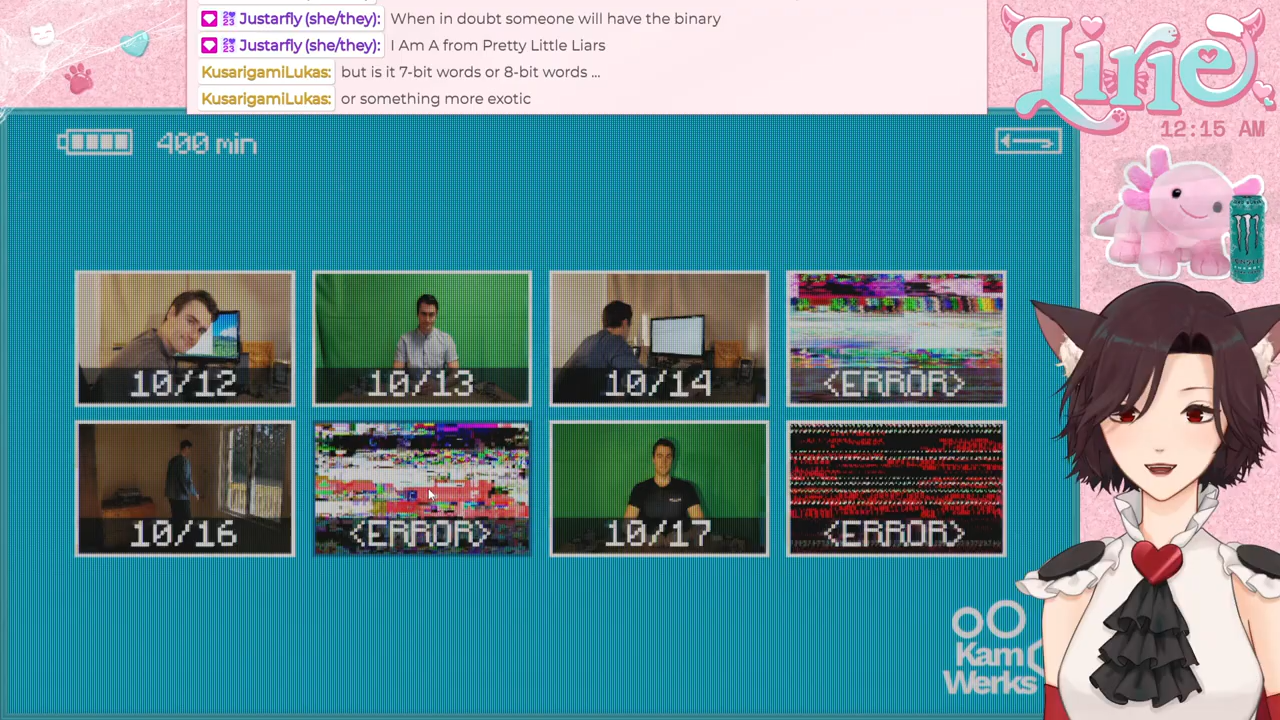 Justarfly (she/they): When in doubt someone will have the binary
Justarfly (she/they): I Am A from Pretty Little Liars
KusarigamiLukas: but is it 7-bit words or 8-bit words ...
KusarigamiLukas: or something more exotic
Lirie
12:15 AM
400 min
10/12
10/13
10/14
<ERROR>
10/16
<ERROR>
10/17
<ERROR>
Kam
Werks